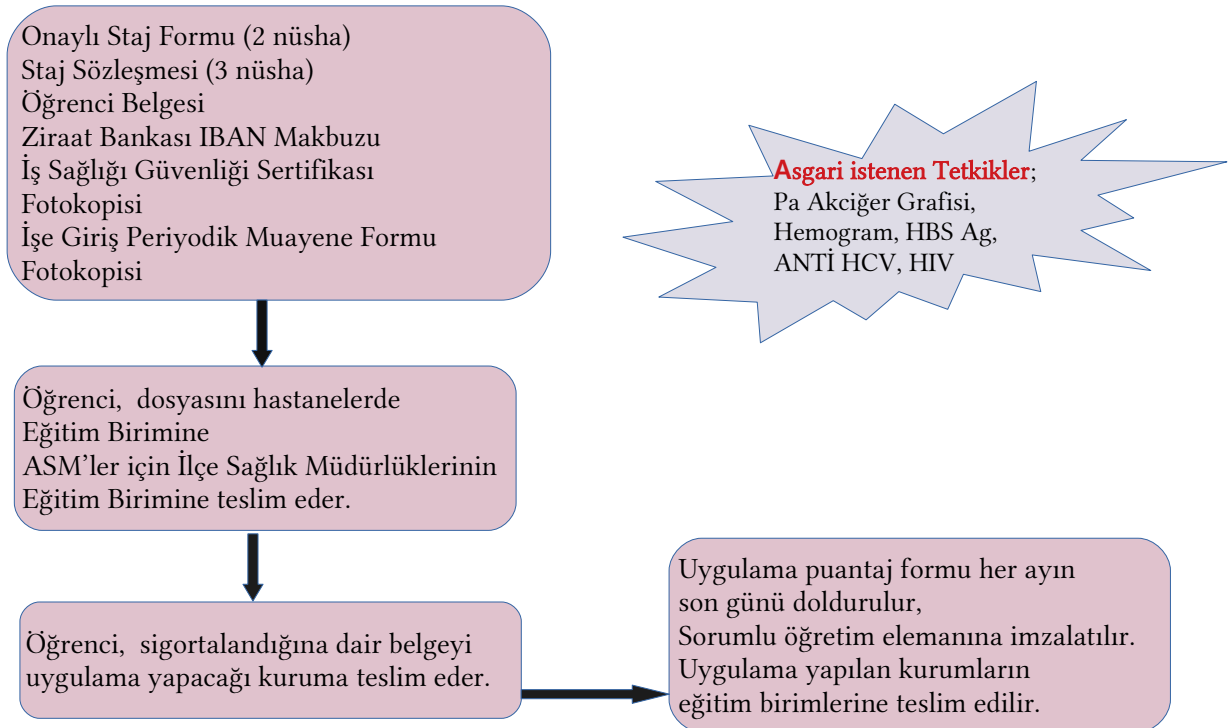 Onaylı Staj Formu (2 nüsha)
Staj Sözleşmesi (3 nüsha)
Öğrenci Belgesi
Ziraat Bankası IBAN Makbuzu
İş Sağlığı Güvenliği Sertifikası
Fotokopisi
İşe Giriş Periyodik Muayene Formu
Fotokopisi
Asgari istenen Tetkikler;
Pa Akciğer Grafisi,
Hemogram, HBS Ag,
ANTİ HCV, HIV
Öğrenci, dosyasını hastanelerde
Eğitim Birimine
ASM'ler için İlçe Sağlık Müdürlüklerinin
Eğitim Birimine teslim eder.
Öğrenci, sigortalandığına dair belgeyi
uygulama yapacağı kuruma teslim eder.
Uygulama puantaj formu her ayın
son günü doldurulur,
Sorumlu öğretim elemanına imzalatılır.
Uygulama yapılan kurumların
eğitim birimlerine teslim edilir.